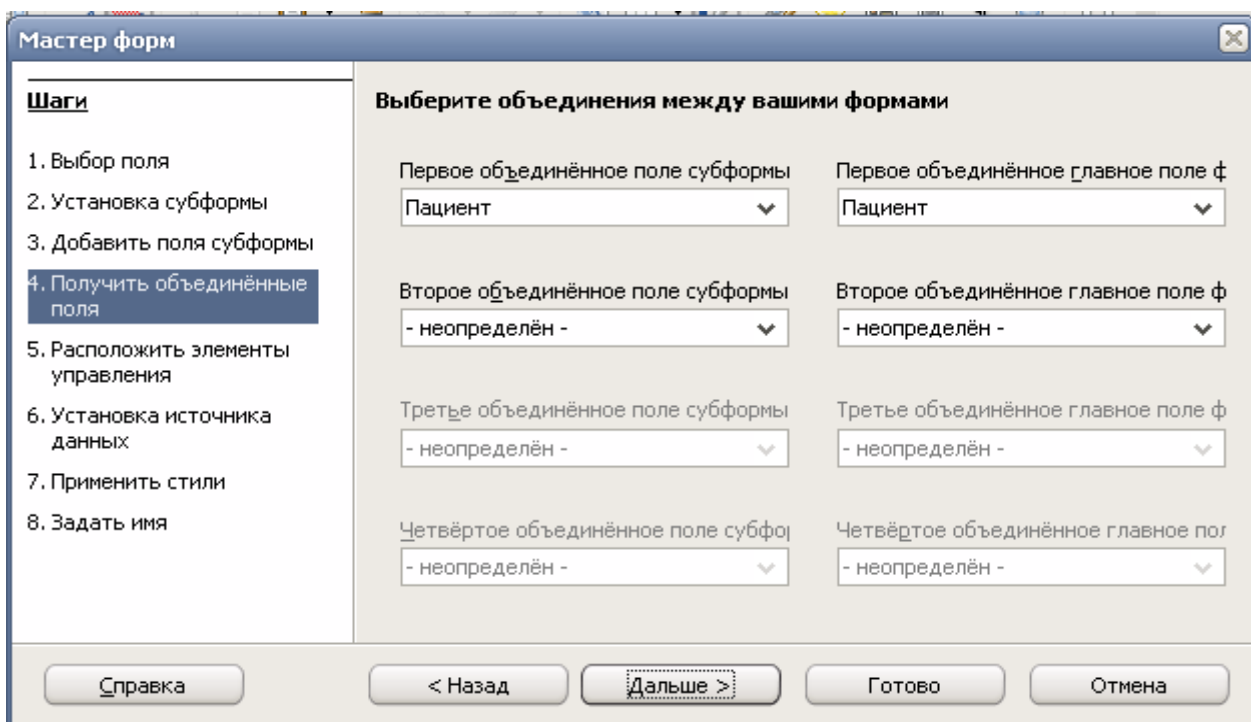 Мастер форм
Шаги
1. Выбор поля
2. Установка субформы
3. Добавить поля субформы
4. Получить объединённые
поля
5. Расположить элементы
управления
6. Установка источника
данных
7. Применить стили
8. Задать имя
Выберите объединения между вашими формами
Первое объединённое поле субформы Первое объединённое главное поле ф
Пациент Пациент
Второе объединённое поле субформы Второе объединённое главное поле ф
- неопределён - - неопределён -
Третье объединённое поле субформы Третье объединённое главное поле ф
- неопределён - - неопределён -
Четвёртое объединённое поле субфор Четвёртое объединённое главное пол
- неопределён - - неопределён -
Справка < Назад Дальше > Готово Отмена